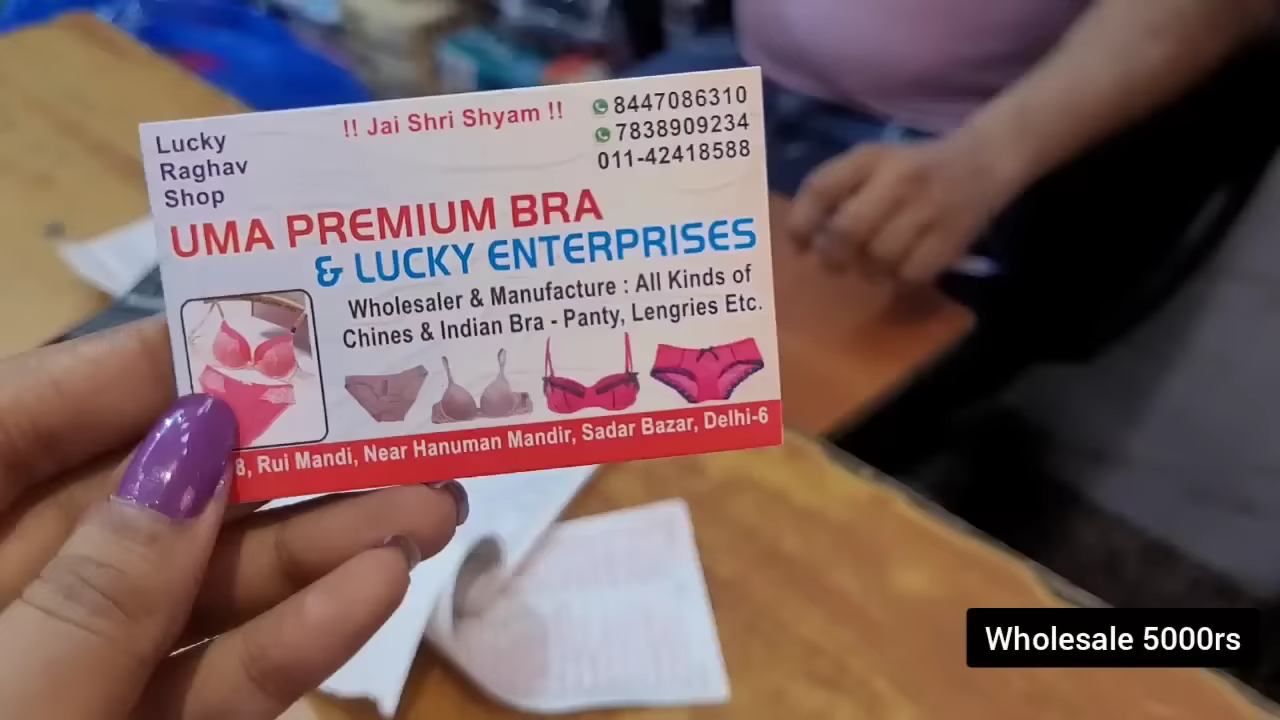 Lucky
Raghav
Shop
!! Jai Shri Shyam !!
8447086310
7838909234
011-42418588
UMA PREMIUM BRA
& LUCKY ENTERPRISES
Wholesaler & Manufacture : All Kinds of
Chines & Indian Bra - Panty, Lengries Etc.
8, Rui Mandi, Near Hanuman Mandir, Sadar Bazar, Delhi-6
Wholesale 5000rs